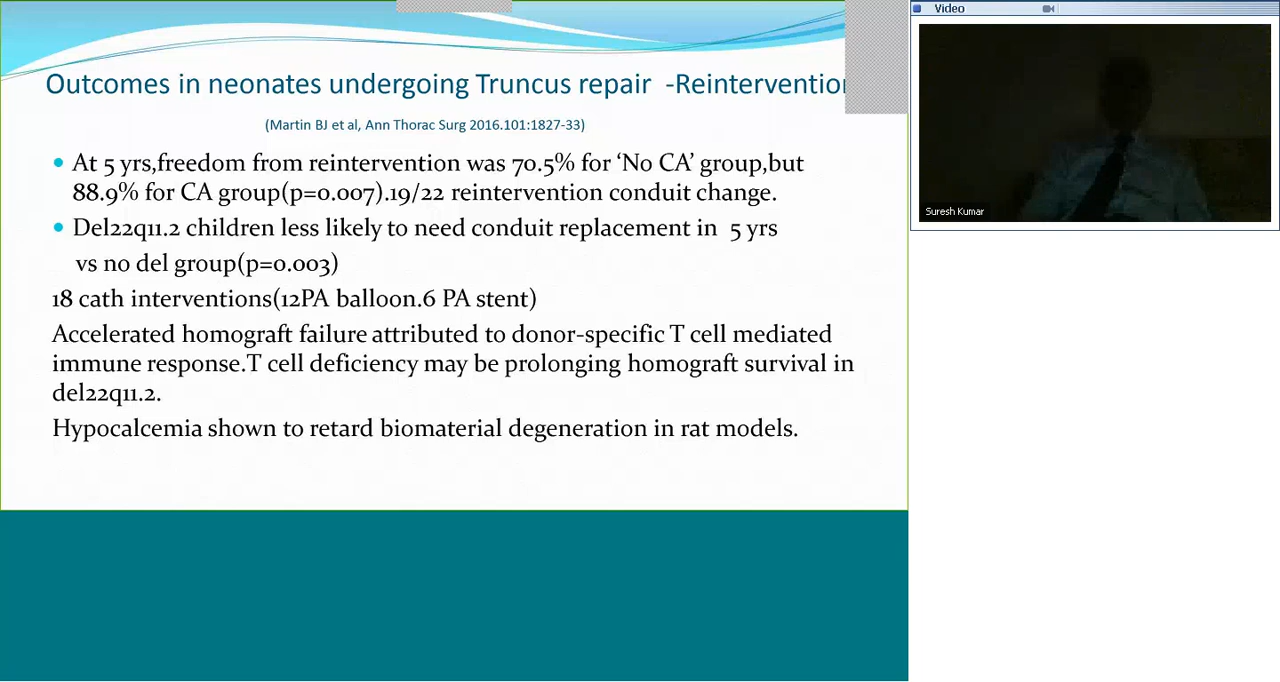 Outcomes in neonates undergoing Truncus repair -Reintervention
(Martin BJ et al, Ann Thorac Surg 2016.101:1827-33)
At 5 yrs,freedom from reintervention was 70.5% for ‘No CA’ group,but
88.9% for CA group(p=0.007).19/22 reintervention conduit change.
Del22q11.2 children less likely to need conduit replacement in 5 yrs
vs no del group(p=0.003)
18 cath interventions(12PA balloon.6 PA stent)
Accelerated homograft failure attributed to donor-specific T cell mediated
immune response.T cell deficiency may be prolonging homograft survival in
del22q11.2.
Hypocalcemia shown to retard biomaterial degeneration in rat models.
Video
Suresh Kumar